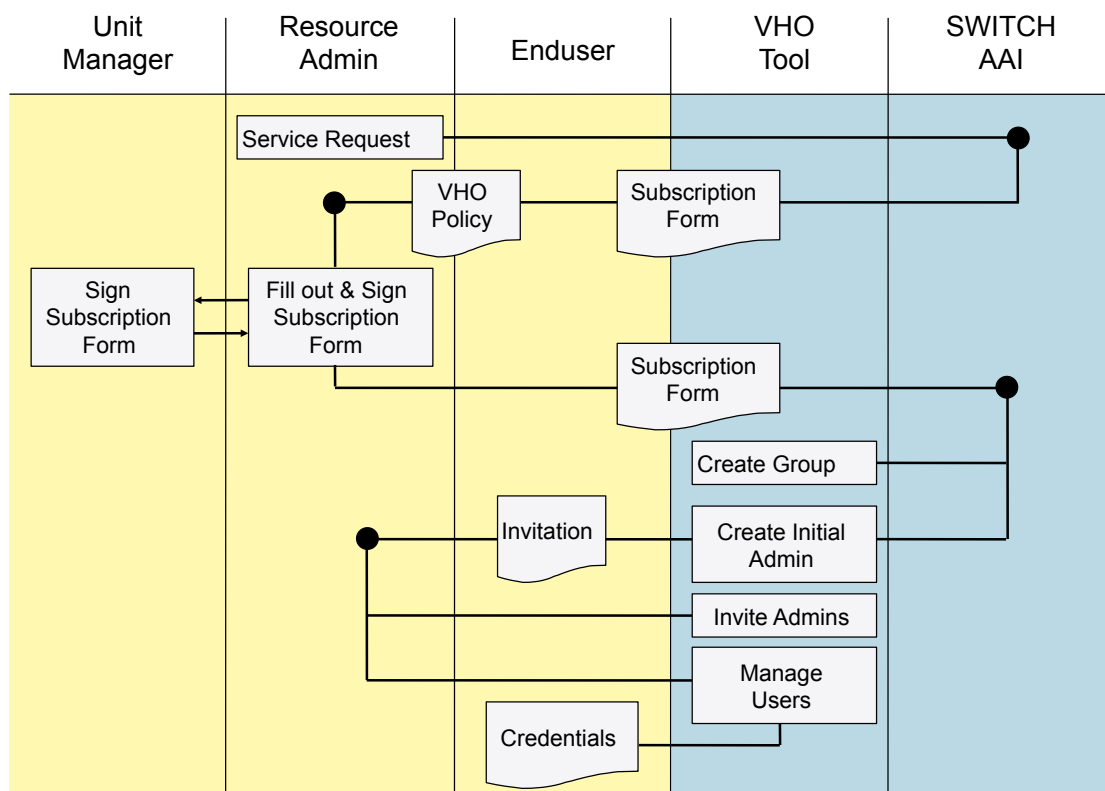 Unit
Manager
Resource
Admin
Enduser
VHO
Tool
SWITCH
AAI
Service Request
VHO
Policy
Subscription
Form
Sign
Subscription
Form
Fill out & Sign
Subscription
Form
Subscription
Form
Create Group
Invitation
Create Initial
Admin
Invite Admins
Manage
Users
Credentials